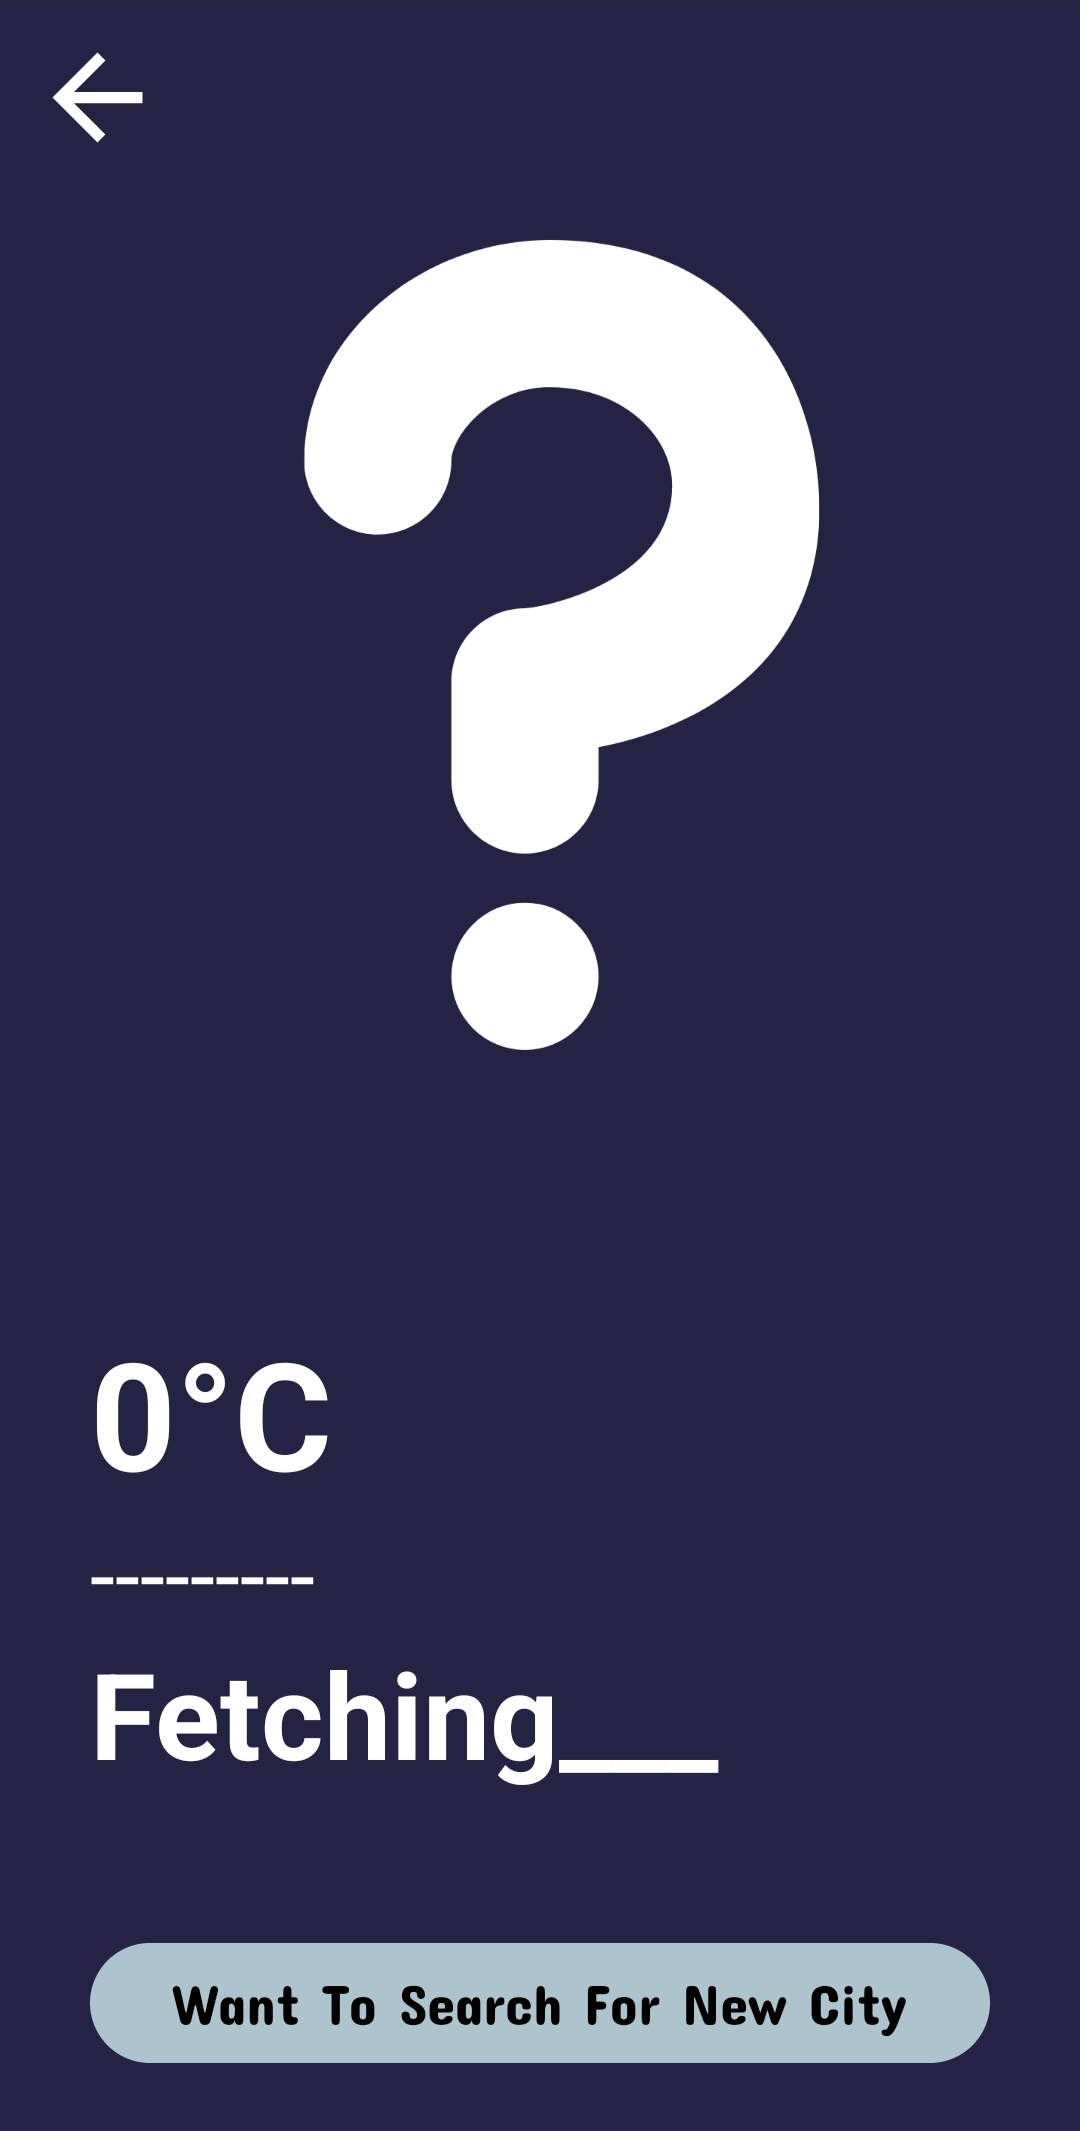 ?
0°C
---------
Fetching___
Want To Search For New City